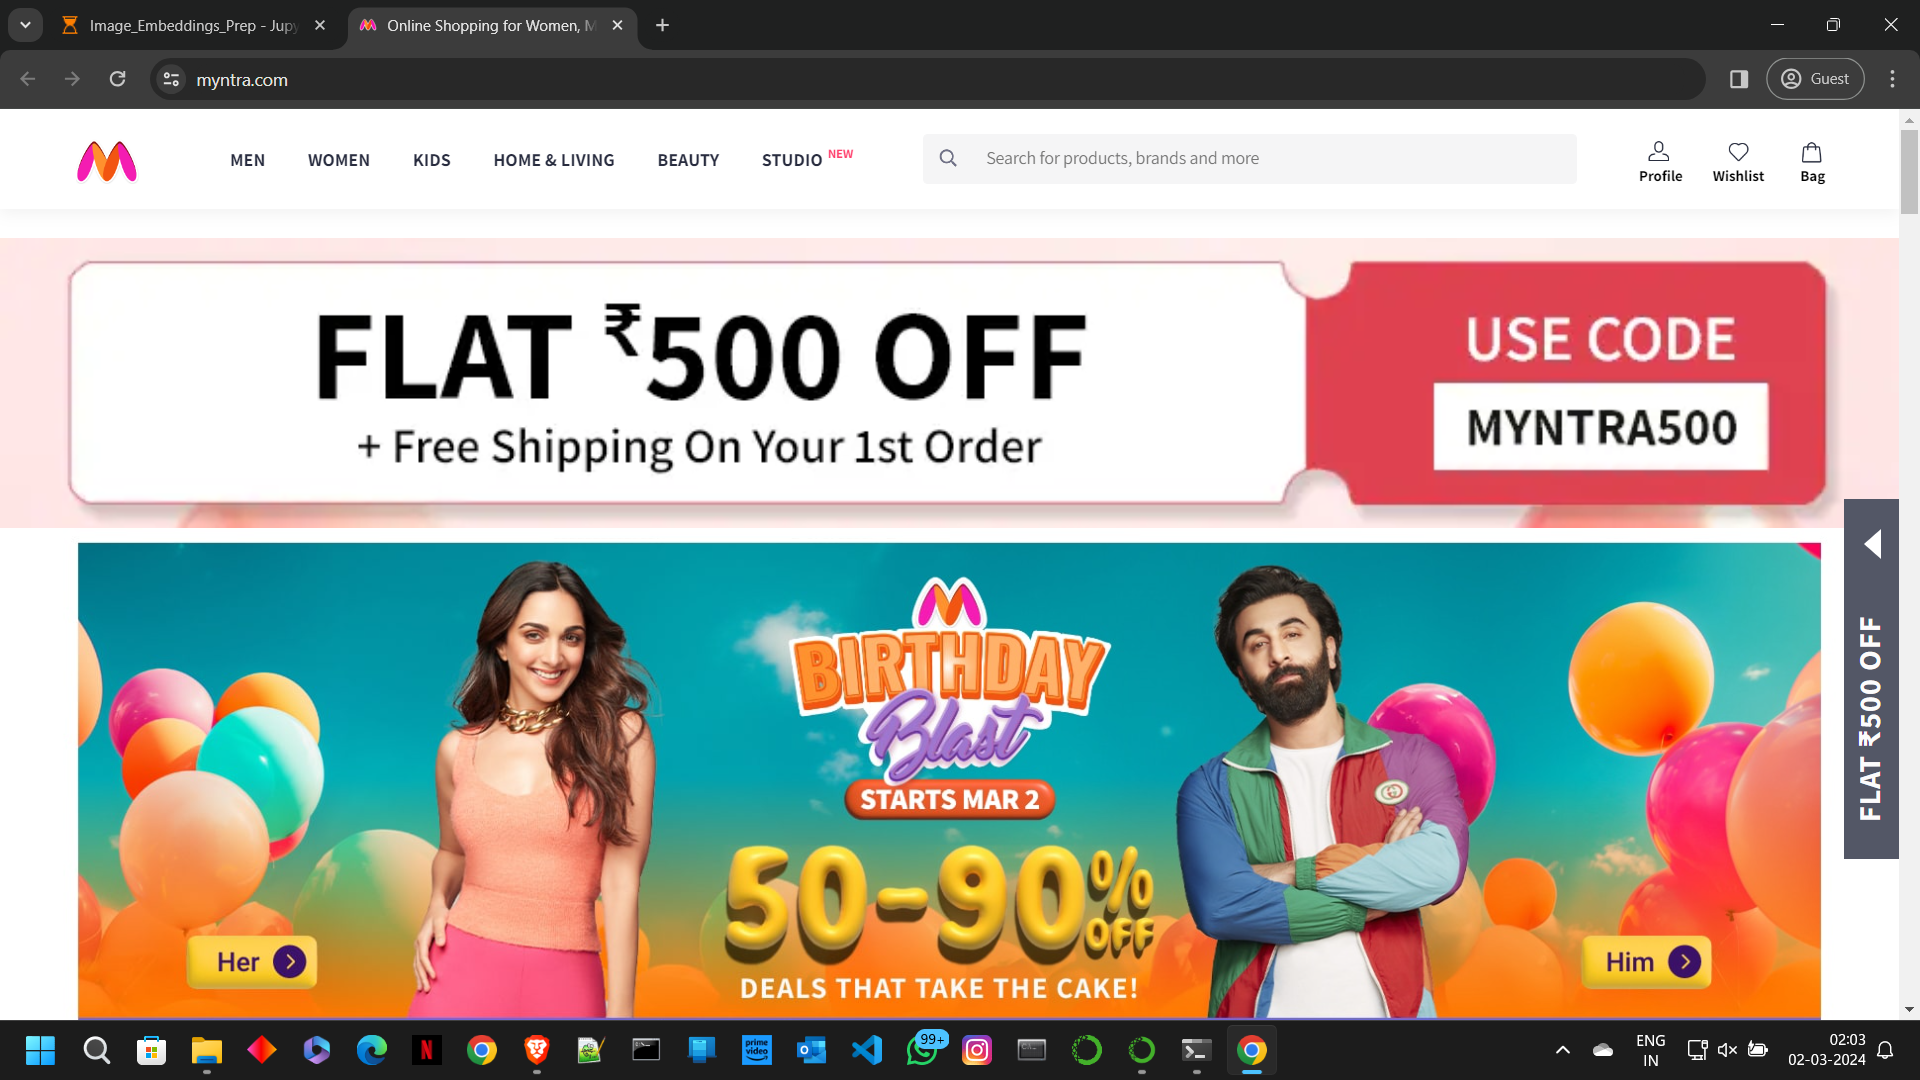 Image_Embeddings_Prep - Jupy
Online Shopping for Women, M
myntra.com
Guest
MEN WOMEN KIDS HOME & LIVING BEAUTY STUDIO NEW
Search for products, brands and more
Profile Wishlist Bag
FLAT ₹500 OFF
+ Free Shipping On Your 1st Order
USE CODE
MYNTRA500
FLAT ₹500 OFF
BIRTHDAY
Blast
STARTS MAR 2
50-90% OFF
DEALS THAT TAKE THE CAKE!
Her
Him
prime video
99+
ENG
IN
02:03
02-03-2024